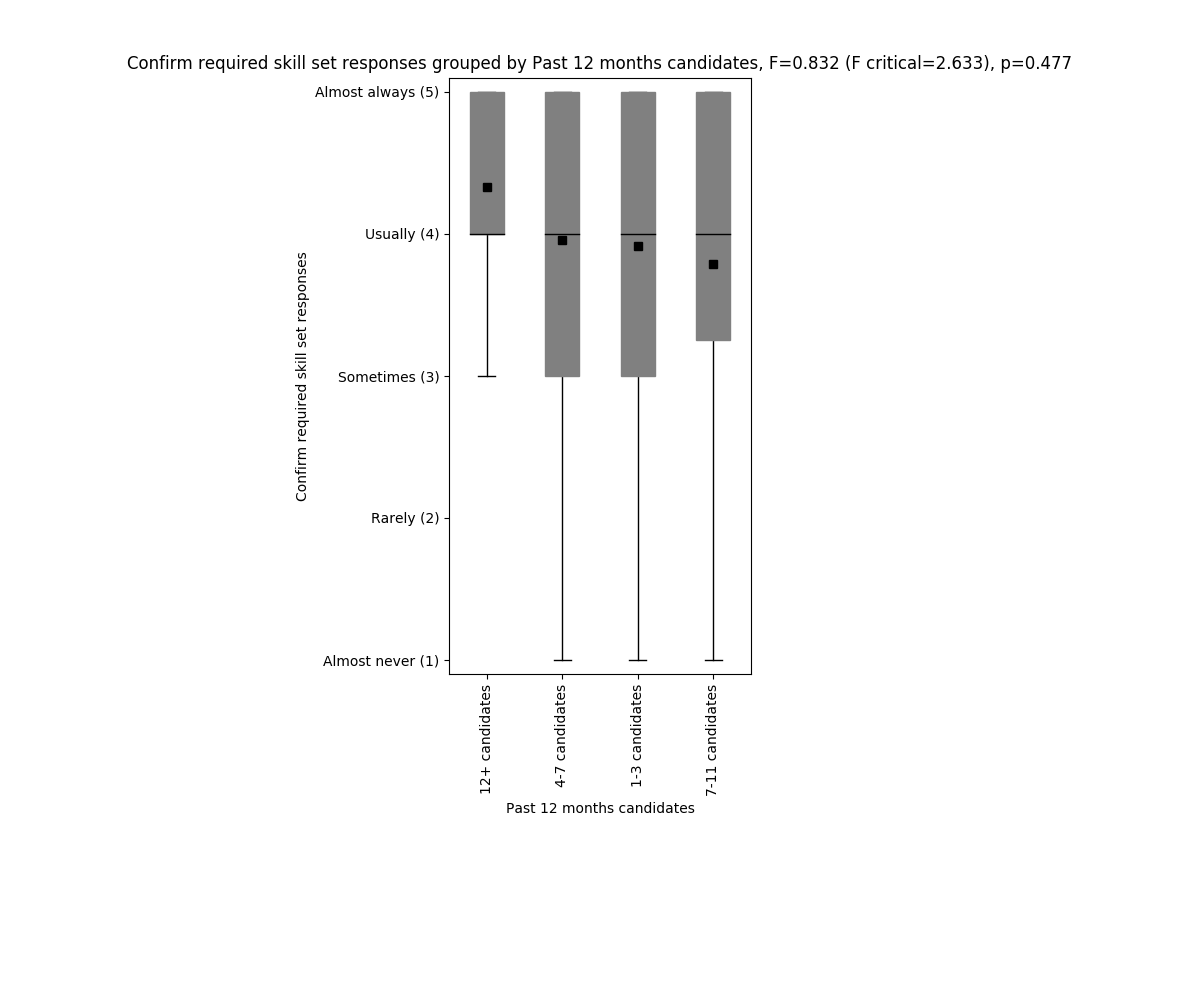 Confirm required skill set responses grouped by Past 12 months candidates, F=0.832 (F critical=2.633), p=0.477
Almost always (5)
Usually (4)
Sometimes (3)
Rarely (2)
Almost never (1)
Confirm required skill set responses
12+ candidates
4-7 candidates
1-3 candidates
7-11 candidates
Past 12 months candidates